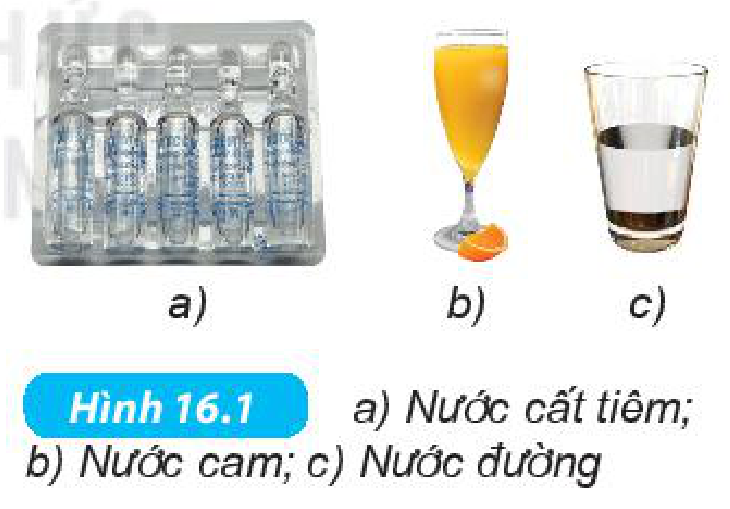 a)
b)
c)
Hình 16.1 a) Nước cất tiêm;
b) Nước cam; c) Nước đường